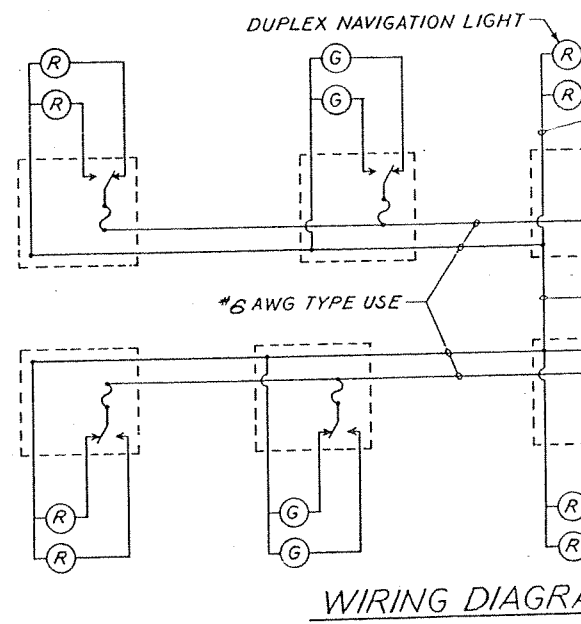 DUPLEX NAVIGATION LIGHT
R G R
R G R
#6 AWG TYPE USE
R G R
R G R
WIRING DIAGRA